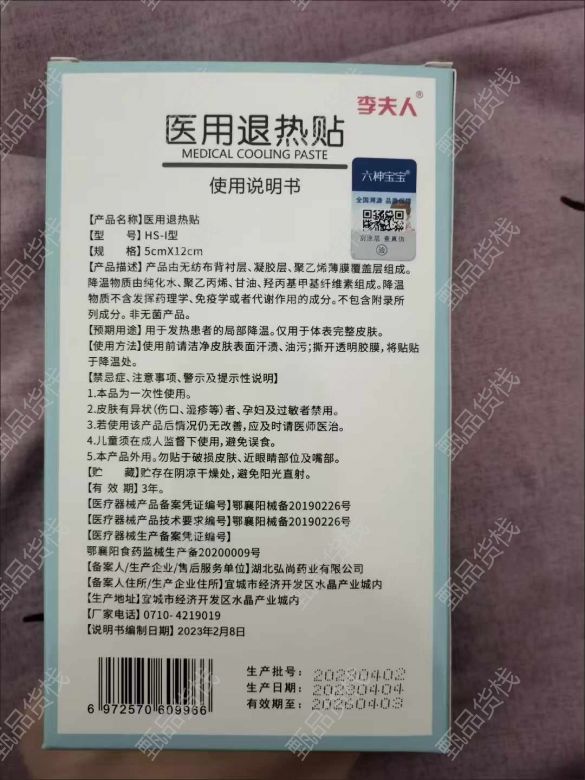 李夫人®
医用退热贴
MEDICAL COOLING PASTE
使用说明书
六神宝宝®
全国溯源 品质保障
刮涂层 查真伪
【产品名称】医用退热贴
【型 号】HS-I型
【规 格】5cmX12cm
【产品描述】产品由无纺布背衬层、凝胶层、聚乙烯薄膜覆盖层组成。
降温物质由纯化水、聚乙丙烯、甘油、羟丙基甲基纤维素组成。降温
物质不含发挥药理学、免疫学或者代谢作用的成分。不包含附录所
列成分。非无菌产品。
【预期用途】用于发热患者的局部降温。仅用于体表完整皮肤。
【使用方法】使用前请洁净皮肤表面汗渍、油污；撕开透明胶膜，将贴贴
于降温处。
【禁忌症、注意事项、警示及提示性说明】
1.本品为一次性使用。
2.皮肤有异状（伤口、湿疹等）者、孕妇及过敏者禁用。
3.若使用该产品后情况仍无改善，应及时请医师医治。
4.儿童须在成人监督下使用，避免误食。
5.本产品外用。勿贴于破损皮肤、近眼睛部位及嘴部。
【贮 藏】贮存在阴凉干燥处，避免阳光直射。
【有 效 期】3年。
【医疗器械产品备案凭证编号】鄂襄阳械备20190226号
【医疗器械产品技术要求编号】鄂襄阳械备20190226号
【医疗器械生产备案凭证编号】
鄂襄阳食药监械生产备20200009号
【备案人/生产企业/售后服务单位】湖北弘尚药业有限公司
【备案人住所/生产企业住所】宜城市经济开发区水晶产业城内
【生产地址】宜城市经济开发区水晶产业城内
【厂家电话】0710-4219019
【说明书编制日期】2023年2月8日
生产批号：20230402
生产日期：20230404
有效期至：20260403
6 972570 609966
甄品货栈